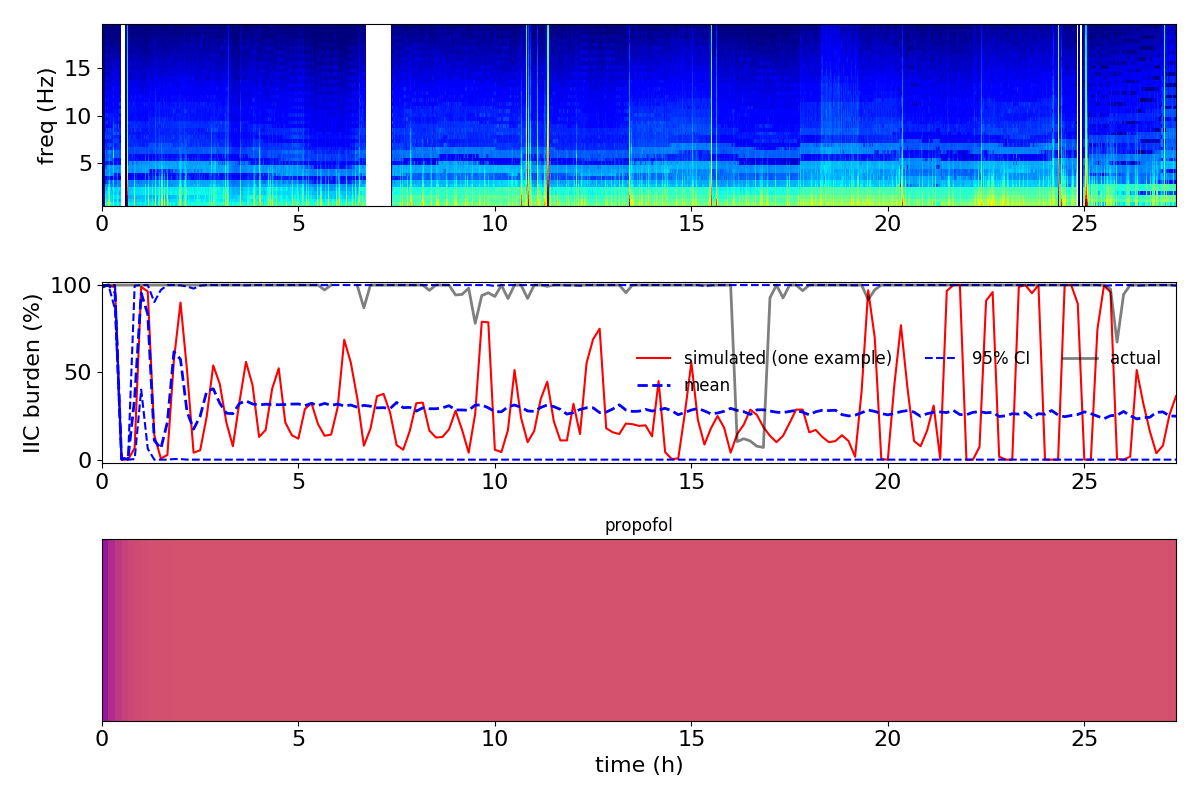 freq (Hz)
15
10
5
0 5 10 15 20 25
IIC burden (%)
100
50
0
simulated (one example) 95% CI actual
mean
0 5 10 15 20 25
propofol
0 5 10 15 20 25
time (h)